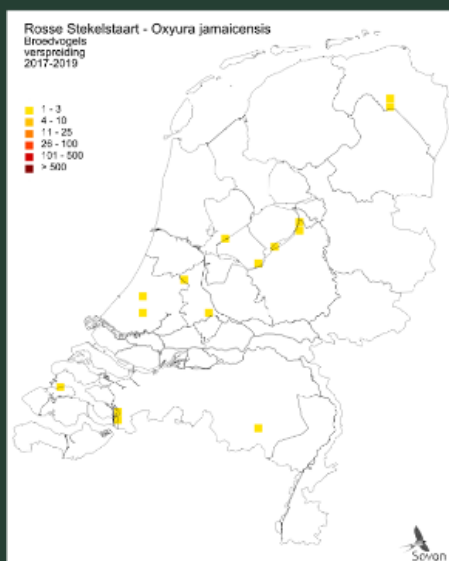 Rosse Stekelstaart - Oxyura jamaicensis
Broedvogels
verspreiding
2017-2019
1 - 3
4 - 10
11 - 25
26 - 100
101 - 500
> 500
Sovon